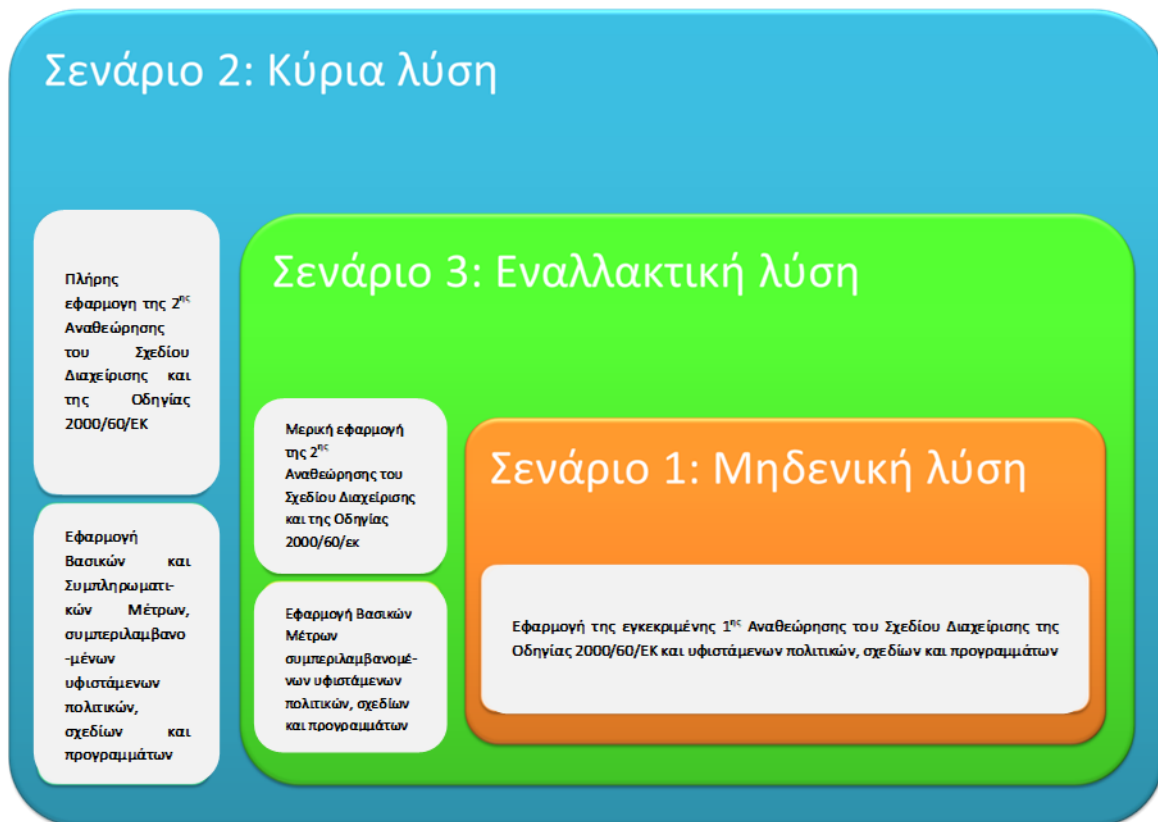 Σενάριο 2: Κύρια λύση
Πλήρης
εφαρμογη της 2ης
Αναθεώρησης
του Σχεδίου
Διαχείρισης και
της Οδηγίας
2000/60/ΕΚ
Εφαρμογή
Βασικών και
Συμπληρωματι-
κών Μέτρων,
συμπεριλαμβανο
-μένων
υφιστάμενων
πολιτικών,
σχεδίων και
προγραμμάτων
Σενάριο 3: Εναλλακτική λύση
Μερική εφαρμογή
της 2ης
Αναθεώρησης του
Σχεδίου Διαχείρισης
και της Οδηγίας
2000/60/εκ
Εφαρμογή Βασικών
Μέτρων
συμπεριλαμβανομέ-
νων υφιστάμενων
πολιτικών, σχεδίων
και προγραμμάτων
Σενάριο 1: Μηδενική λύση
Εφαρμογή της εγκεκριμένης 1ης Αναθεώρησης του Σχεδίου Διαχείρισης της
Οδηγίας 2000/60/ΕΚ και υφιστάμενων πολιτικών, σχεδίων και προγραμμάτων